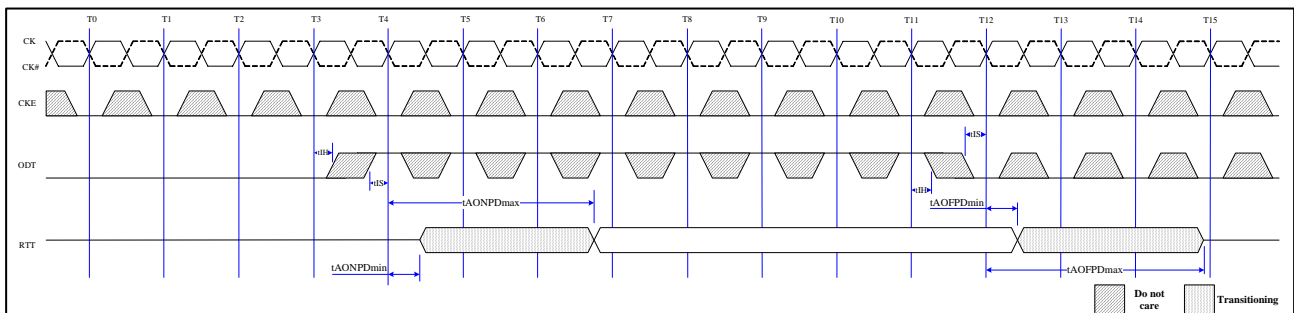 T0 T1 T2 T3 T4 T5 T6 T7 T8 T9 T10 T11 T12 T13 T14 T15
CK
CK#
CKE
tIS
tIH
ODT
tIS
tIH
tAONPDmax
tAOFPDmin
RTT
tAONPDmin
tAOFPDmax
Do not
care
Transitioning